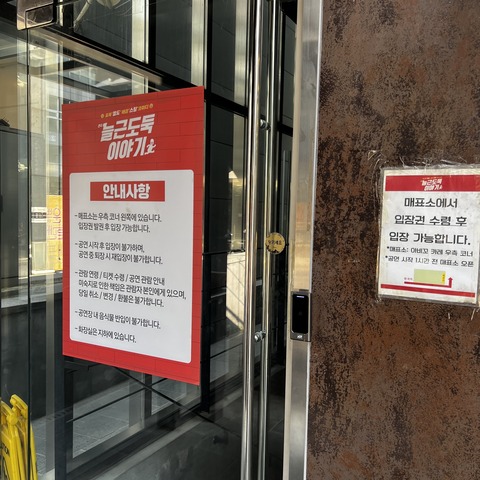 늘근도둑
이야기
안내사항
- 매표소는 우측 코너 왼쪽에 있습니다.
입장권 발권 후 입장 가능합니다.
- 공연 시작 후 입장이 불가하며,
공연 중 퇴장 시 재입장이 불가합니다.
- 관람 연령 / 티켓 수령 / 공연 관람 안내
미숙지로 인한 책임은 관람자 본인에게 있으며,
당일 취소 / 변경 / 환불은 불가합니다.
- 공연장 내 음식물 반입이 불가합니다.
- 화장실은 지하에 있습니다.
늘근도둑
이야기
매표소에서
입장권 수령 후
입장 가능합니다.
*매표소: 아비꼬 카레 우측 코너
*공연 시작 1시간 전 매표소 오픈